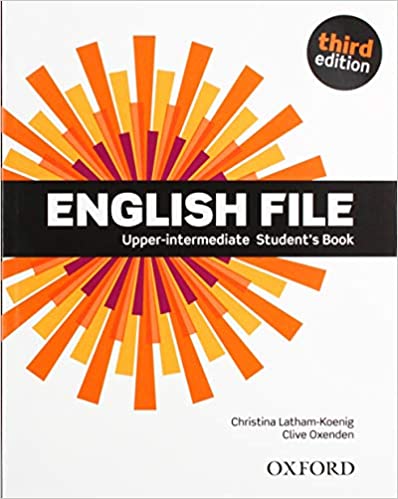 third
edition
ENGLISH FILE
Upper-intermediate Student's Book
Christina Latham-Koenig
Clive Oxenden
OXFORD